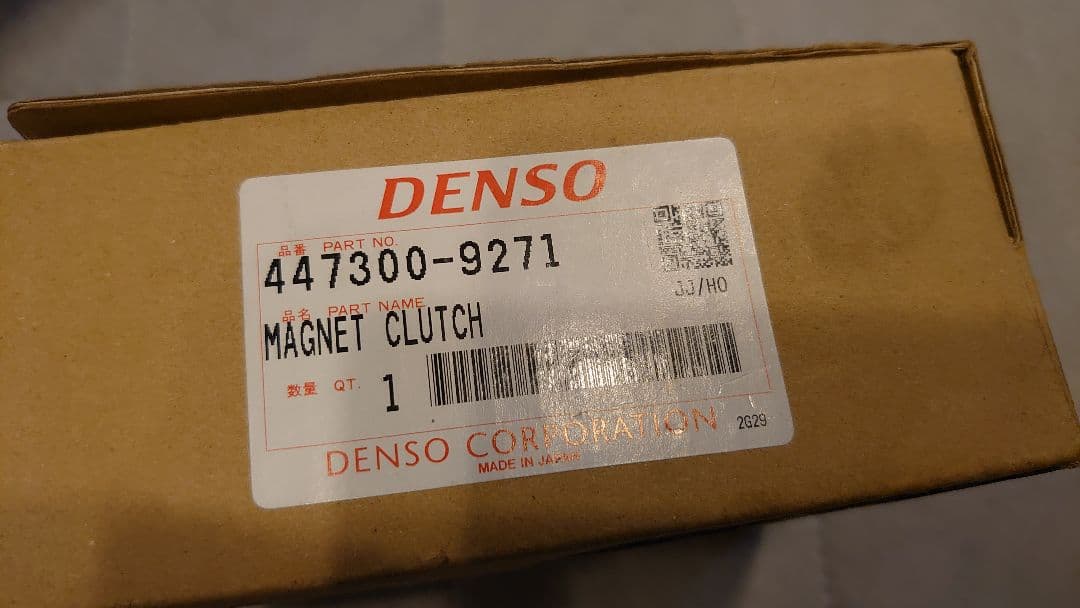 DENSO
品番 PART NO.
447300-9271
JJ/HO
品名 PART NAME
MAGNET CLUTCH
数量 QT. 1
DENSO CORPORATION 2G29
MADE IN JAPAN